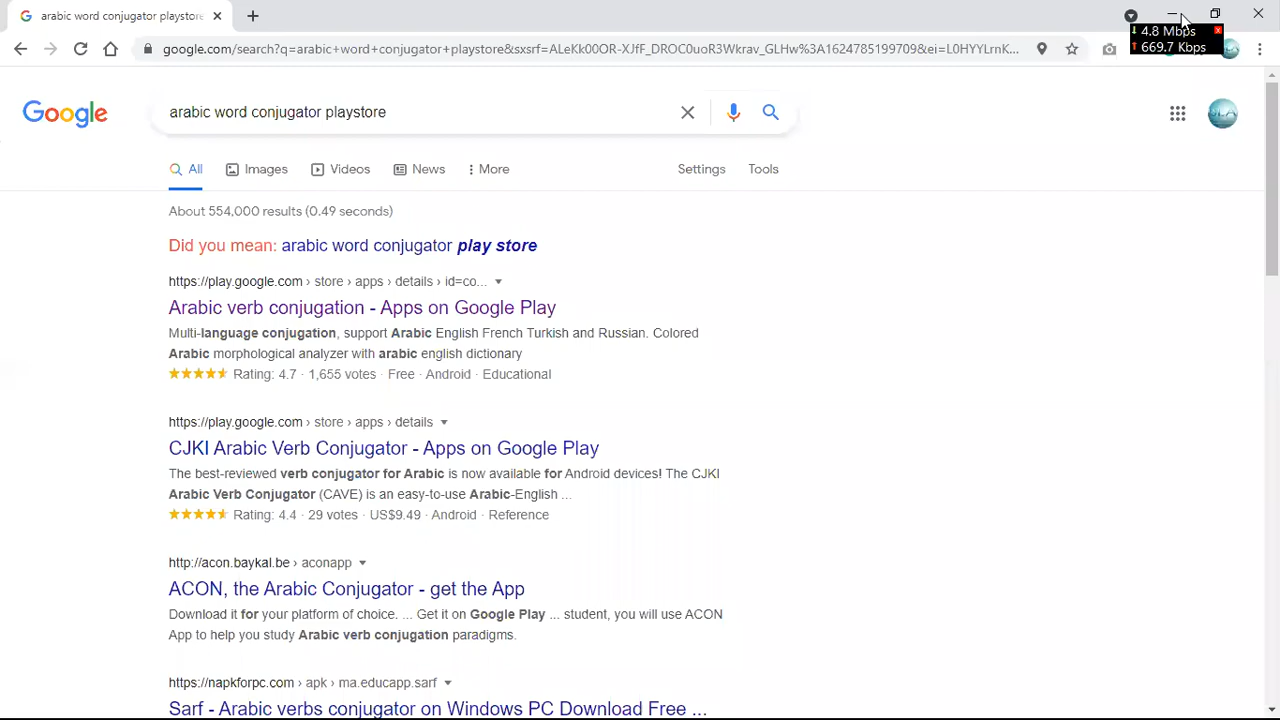 arabic word conjugator playstore
4.8 Mbps
669.7 Kbps
google.com/search?q=arabic+word+conjugator+playstore&sxsrf=ALeKk00OR-XJfF_DROC0uoR3Wkrav_GLHw%3A1624785199709&ei=L0HYYLrnK...
Google
arabic word conjugator playstore
All Images Videos News More Settings Tools
About 554,000 results (0.49 seconds)
Did you mean: arabic word conjugator play store
https://play.google.com › store › apps › details › id=co...
Arabic verb conjugation - Apps on Google Play
Multi-language conjugation, support Arabic English French Turkish and Russian. Colored
Arabic morphological analyzer with arabic english dictionary
Rating: 4.7 · 1,655 votes · Free · Android · Educational
https://play.google.com › store › apps › details
CJKI Arabic Verb Conjugator - Apps on Google Play
The best-reviewed verb conjugator for Arabic is now available for Android devices! The CJKI
Arabic Verb Conjugator (CAVE) is an easy-to-use Arabic-English ...
Rating: 4.4 · 29 votes · US$9.49 · Android · Reference
http://acon.baykal.be › aconapp
ACON, the Arabic Conjugator - get the App
Download it for your platform of choice. ... Get it on Google Play ... student, you will use ACON
App to help you study Arabic verb conjugation paradigms.
https://napkforpc.com › apk › ma.educapp.sarf
Sarf - Arabic verbs conjugator on Windows PC Download Free ...